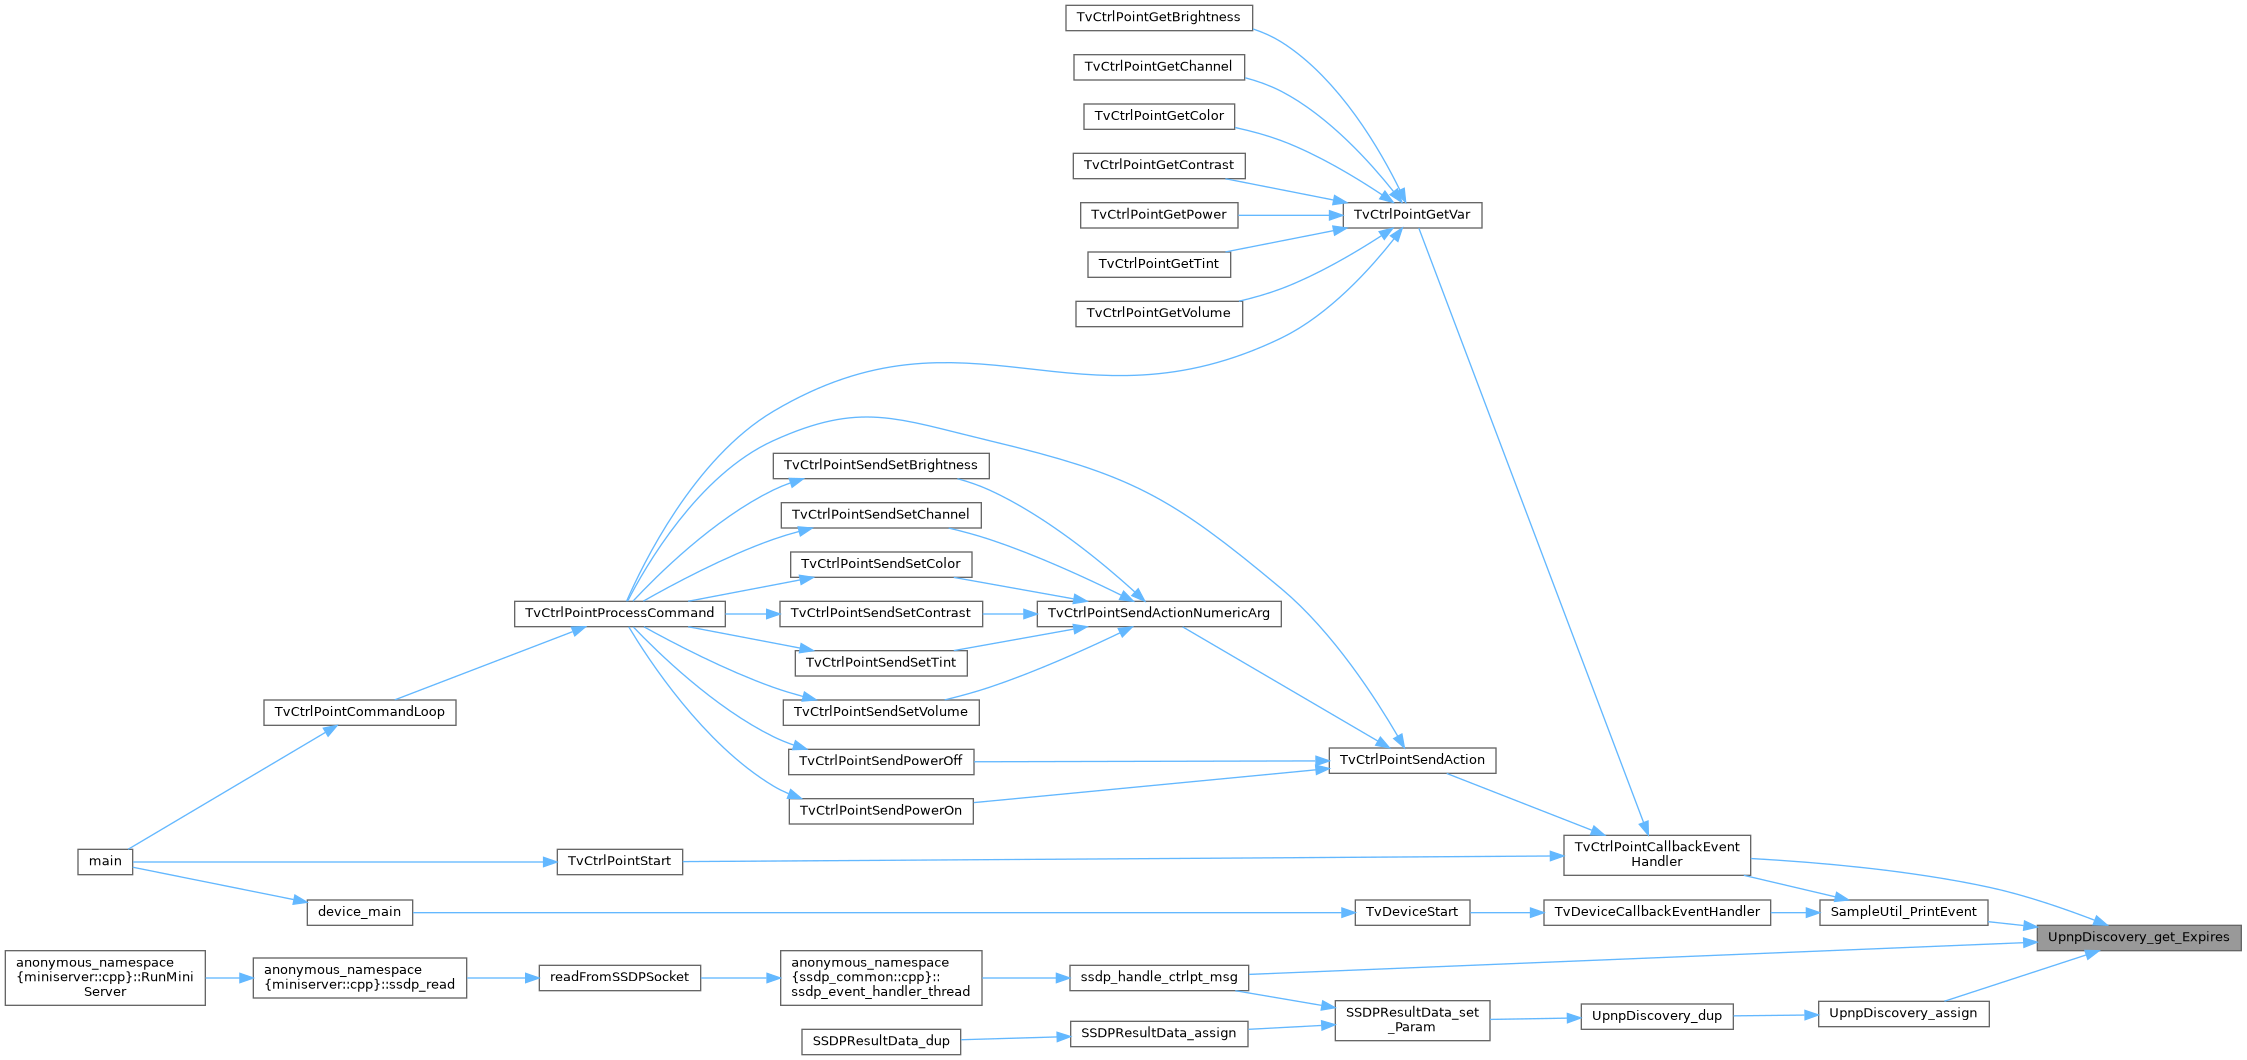 TvCtrlPointGetBrightness
TvCtrlPointGetChannel
TvCtrlPointGetColor
TvCtrlPointGetContrast
TvCtrlPointGetPower
TvCtrlPointGetVar
TvCtrlPointGetTint
TvCtrlPointGetVolume
TvCtrlPointSendSetBrightness
TvCtrlPointSendSetChannel
TvCtrlPointSendSetColor
TvCtrlPointProcessCommand
TvCtrlPointSendSetContrast
TvCtrlPointSendActionNumericArg
TvCtrlPointSendSetTint
TvCtrlPointCommandLoop
TvCtrlPointSendSetVolume
TvCtrlPointSendPowerOff
TvCtrlPointSendAction
TvCtrlPointSendPowerOn
main
TvCtrlPointStart
TvCtrlPointCallbackEvent
Handler
device_main
TvDeviceStart
TvDeviceCallbackEventHandler
SampleUtil_PrintEvent
UpnpDiscovery_get_Expires
anonymous_namespace
{miniserver::cpp}::RunMini
Server
anonymous_namespace
{miniserver::cpp}::ssdp_read
readFromSSDPSocket
anonymous_namespace
{ssdp_common::cpp}::
ssdp_event_handler_thread
ssdp_handle_ctrlpt_msg
SSDPResultData_set
_Param
UpnpDiscovery_dup
UpnpDiscovery_assign
SSDPResultData_dup
SSDPResultData_assign